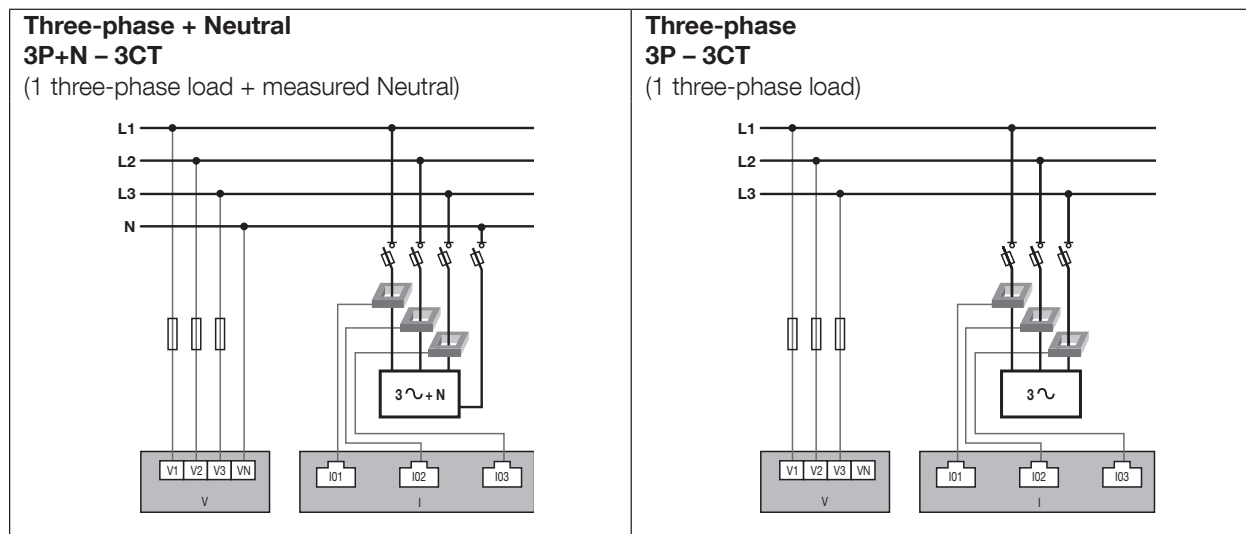 Three-phase + Neutral
3P+N – 3CT
(1 three-phase load + measured Neutral)
L1
L2
L3
N
3 + N
V1 V2 V3 VN
V
I01 I02 I03
I
Three-phase
3P – 3CT
(1 three-phase load)
L1
L2
L3
3
V1 V2 V3 VN
V
I01 I02 I03
I